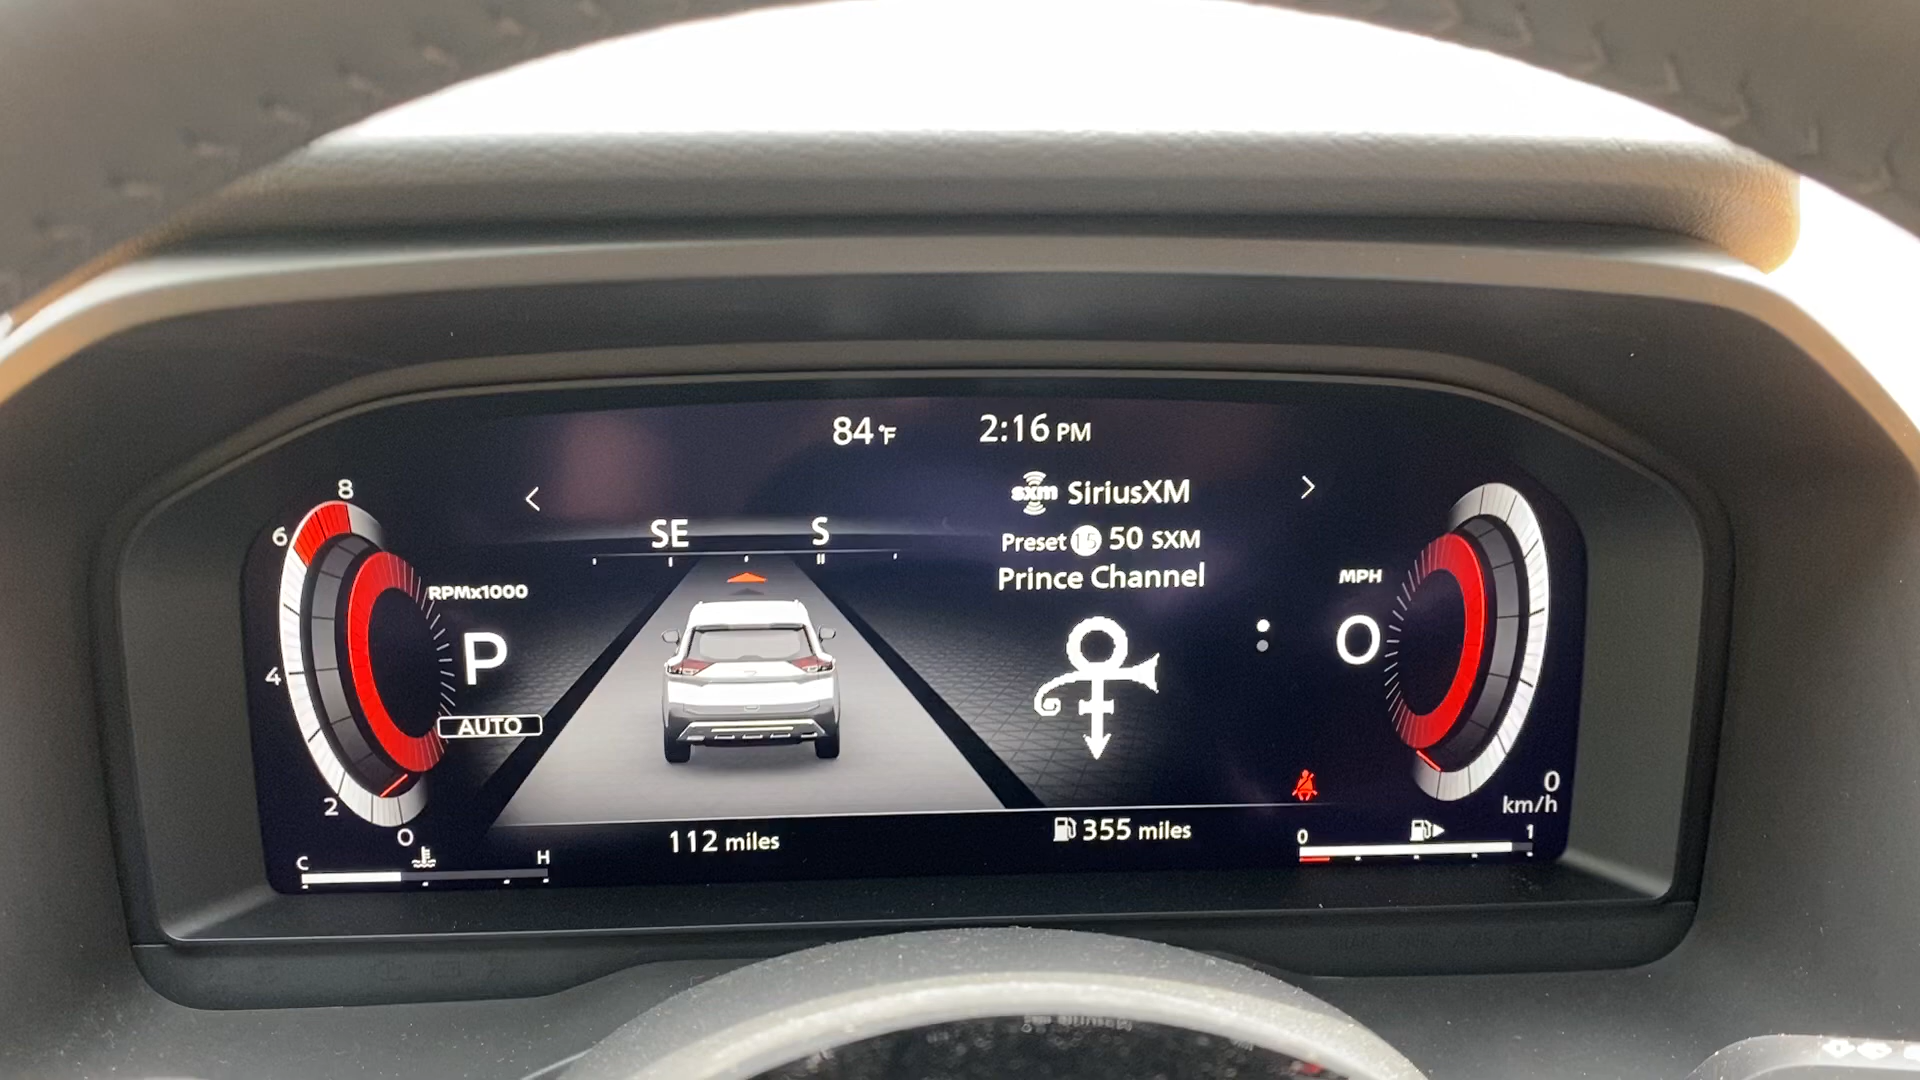 84°F
2:16 PM
sxm SiriusXM
SE
S
Preset 15 50 SXM
Prince Channel
8
6
4
2
0
RPMx1000
P
AUTO
MPH
0
0
km/h
112 miles
355 miles
C
H
0
1